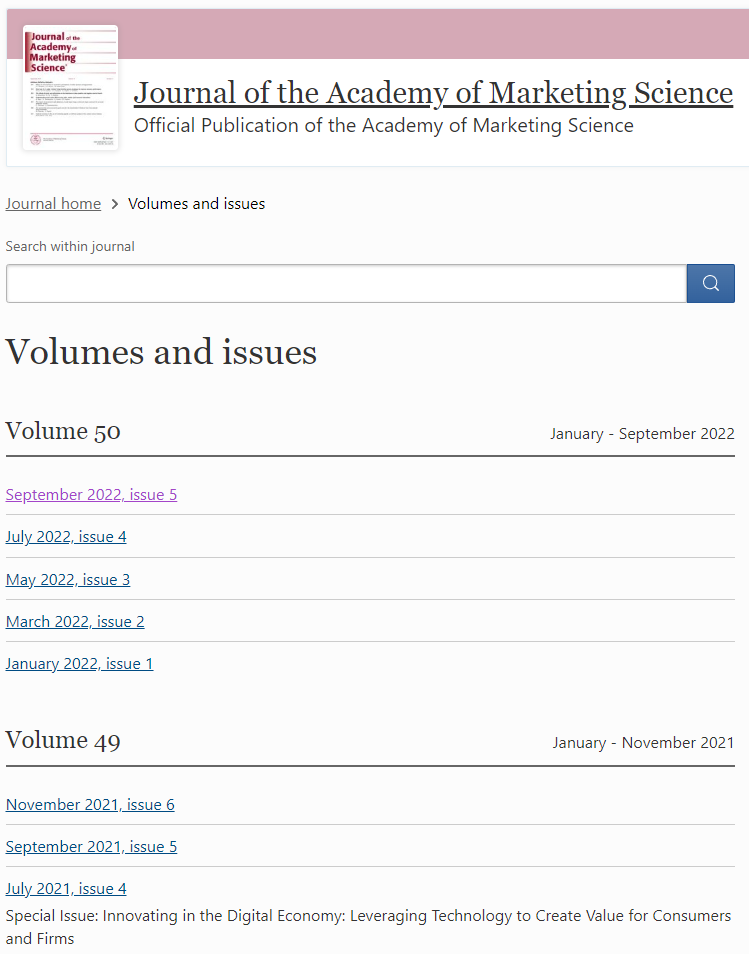 Journal of the
Academy of
Marketing
Science
Journal of the Academy of Marketing Science
Official Publication of the Academy of Marketing Science
Journal home > Volumes and issues
Search within journal
Volumes and issues
Volume 50 January - September 2022
September 2022, issue 5
July 2022, issue 4
May 2022, issue 3
March 2022, issue 2
January 2022, issue 1
Volume 49 January - November 2021
November 2021, issue 6
September 2021, issue 5
July 2021, issue 4
Special Issue: Innovating in the Digital Economy: Leveraging Technology to Create Value for Consumers
and Firms